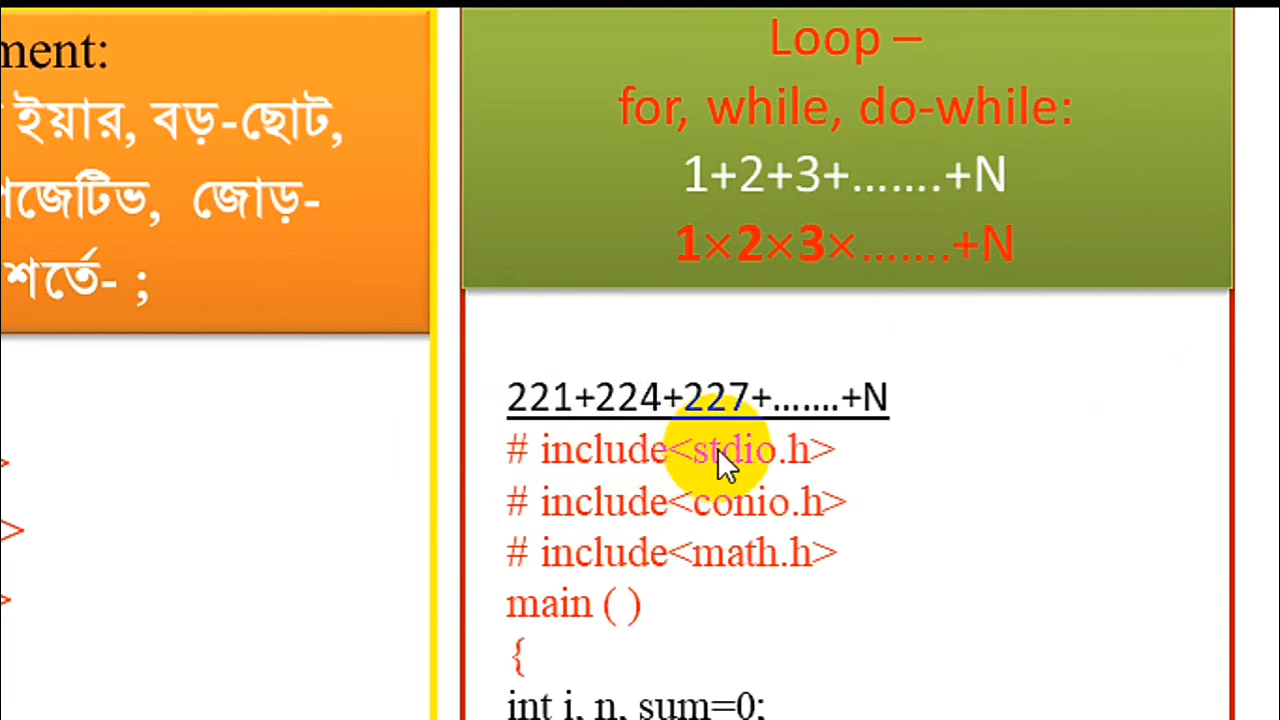 ment:
ইয়ার, বড়-ছোট,
পজেটিভ, জোড়-
শর্তে- ;
>
>
>
Loop –
for, while, do-while:
1+2+3+…….+N
1×2×3×…….+N
221+224+227+…….+N
# include<stdio.h>
# include<conio.h>
# include<math.h>
main ( )
{
int i, n, sum=0;